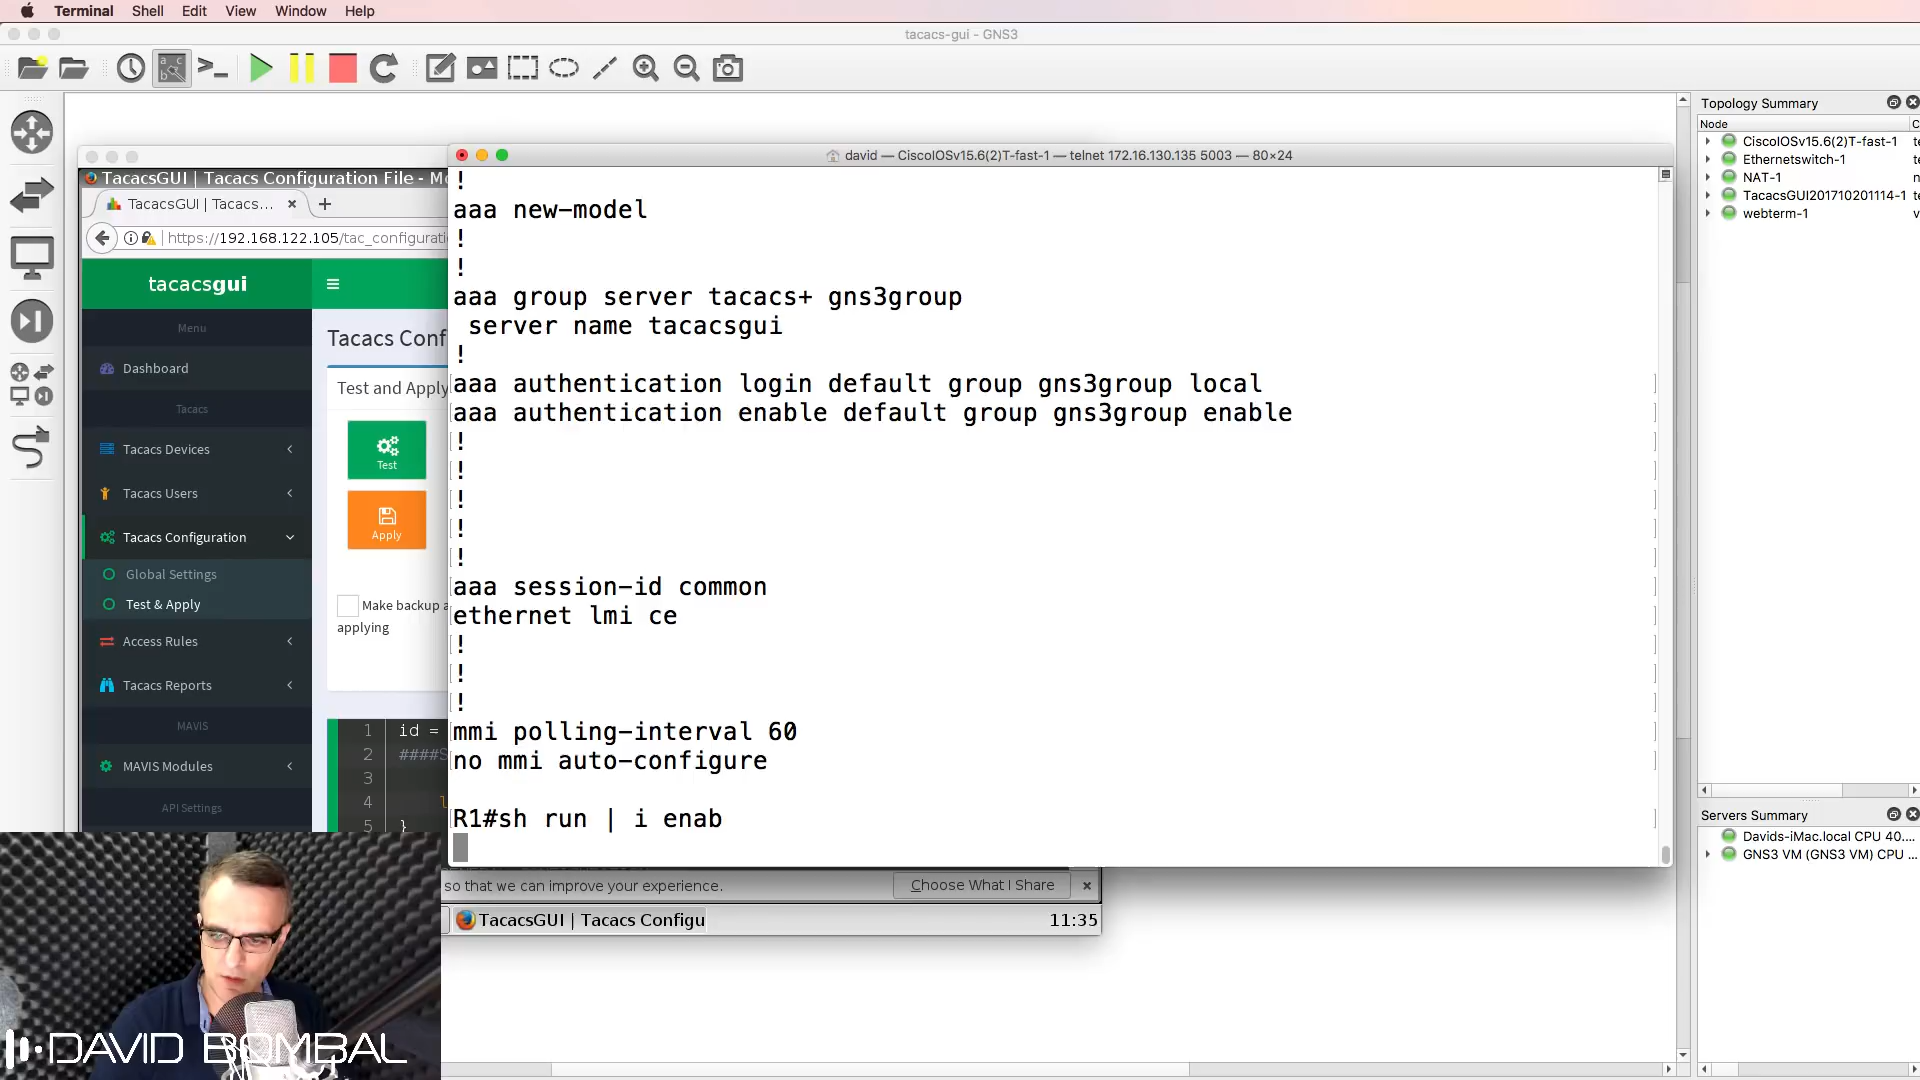 Terminal Shell Edit View Window Help
tacacs-gui - GNS3
Topology Summary
Node
CiscoIOSv15.6(2)T-fast-1
Ethernetswitch-1
NAT-1
TacacsGUI201710201114-1
webterm-1
Servers Summary
Davids-iMac.local CPU 40....
GNS3 VM (GNS3 VM) CPU ...
TacacsGUI | Tacacs Configuration File - Mo
TacacsGUI | Tacacs...
https://192.168.122.105/tac_configurati
tacacsgui
Menu
Dashboard
Tacacs
Tacacs Devices
Tacacs Users
Tacacs Configuration
Global Settings
Test & Apply
Access Rules
Tacacs Reports
MAVIS
MAVIS Modules
API Settings
Tacacs Conf
Test and Apply
Test
Apply
Make backup a
applying
1 id =
2 ####S
3
4
5 }
david — CiscoIOSv15.6(2)T-fast-1 — telnet 172.16.130.135 5003 — 80×24
!
aaa new-model
!
!
aaa group server tacacs+ gns3group
server name tacacsgui
!
aaa authentication login default group gns3group local
aaa authentication enable default group gns3group enable
!
!
!
!
!
aaa session-id common
ethernet lmi ce
!
!
!
mmi polling-interval 60
no mmi auto-configure
R1#sh run | i enab
so that we can improve your experience.
Choose What I Share
TacacsGUI | Tacacs Configu
11:35
DAVID BOMBAL